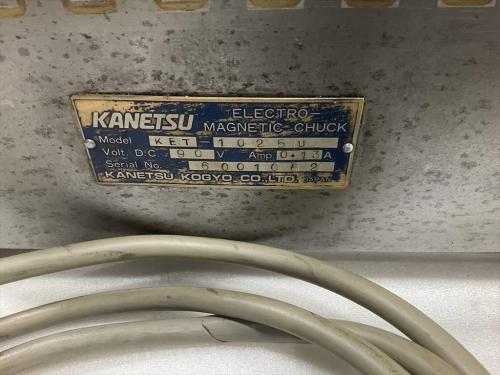 KANETSU
ELECTRO-
MAGNETIC-CHUCK
Model KET-1025U
Volt. D.C. 90 V Amp. 0.13A
Serial No.
KANETSU KOGYO CO., LTD. JAPAN